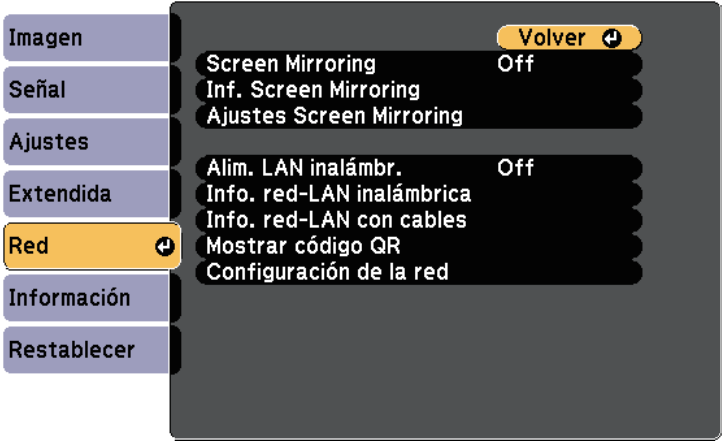 Imagen
Señal
Ajustes
Extendida
Red
Información
Restablecer
Volver
Screen Mirroring Off
Inf. Screen Mirroring
Ajustes Screen Mirroring
Alim. LAN inalámbr. Off
Info. red-LAN inalámbrica
Info. red-LAN con cables
Mostrar código QR
Configuración de la red